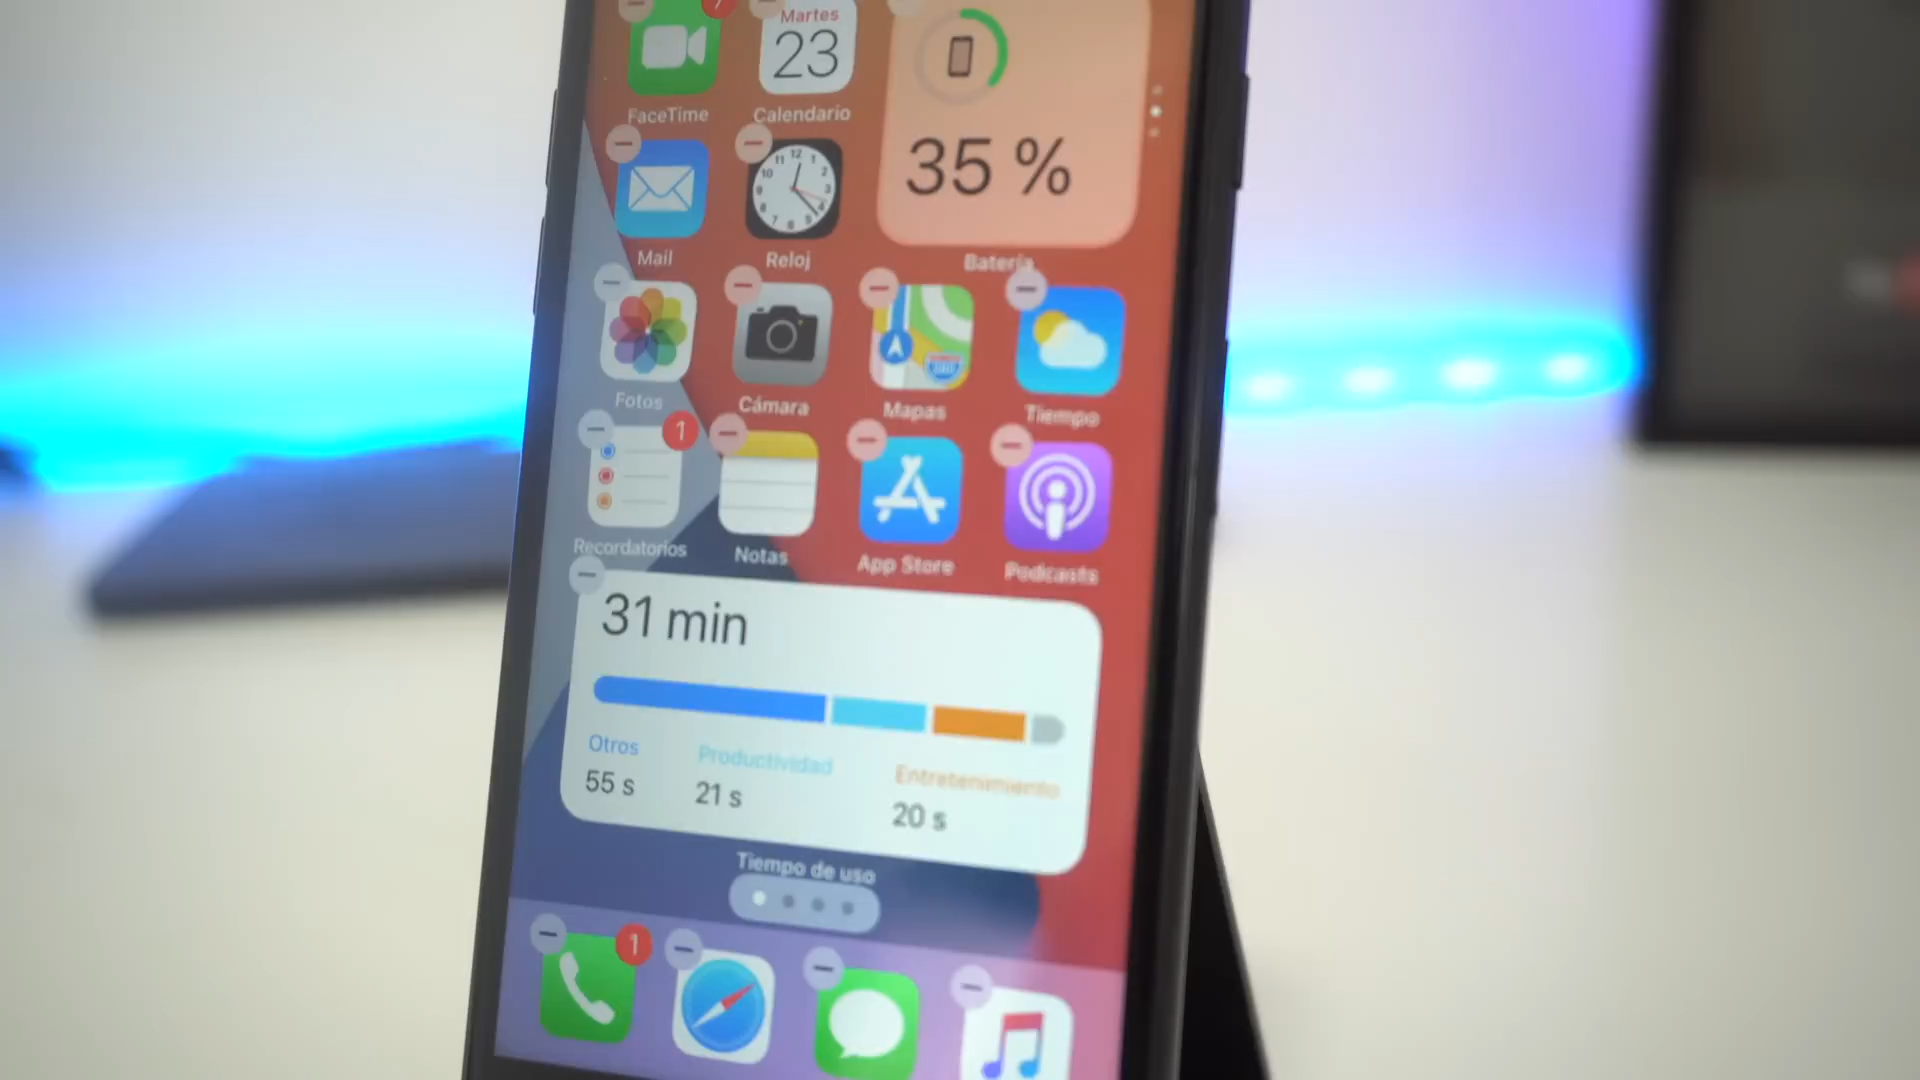 7
Martes
23
FaceTime
Calendario
35 %
Mail
Reloj
Batería
Fotos
Cámara
Mapas
Tiempo
1
Recordatorios
Notas
App Store
Podcasts
31 min
Otros
Productividad
Entretenimiento
55 s
21 s
20 s
Tiempo de uso
1